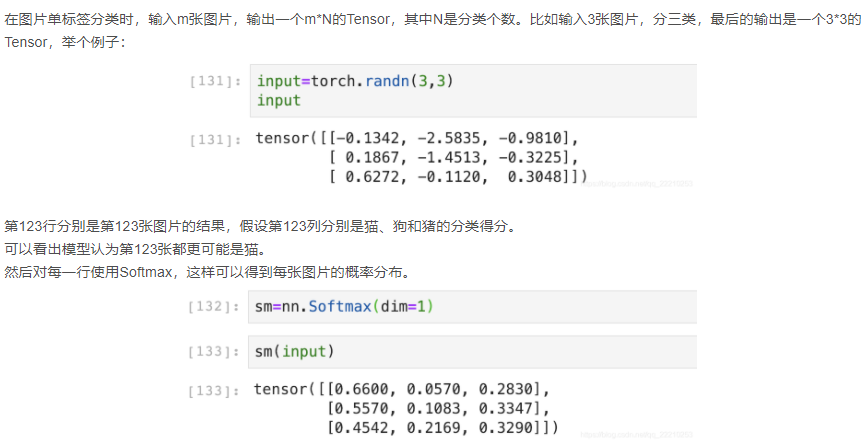 在图片单标签分类时，输入m张图片，输出一个m*N的Tensor，其中N是分类个数。比如输入3张图片，分三类，最后的输出是一个3*3的
Tensor，举个例子：
[131]: input=torch.randn(3,3)
input
[131]: tensor([[-0.1342, -2.5835, -0.9810],
[ 0.1867, -1.4513, -0.3225],
[ 0.6272, -0.1120,  0.3048]])
第123行分别是第123张图片的结果，假设第123列分别是猫、狗和猪的分类得分。
可以看出模型认为第123张都更可能是猫。
然后对每一行使用Softmax，这样可以得到每张图片的概率分布。
[132]: sm=nn.Softmax(dim=1)
[133]: sm(input)
[133]: tensor([[0.6600, 0.0570, 0.2830],
[0.5570, 0.1083, 0.3347],
[0.4542, 0.2169, 0.3290]])